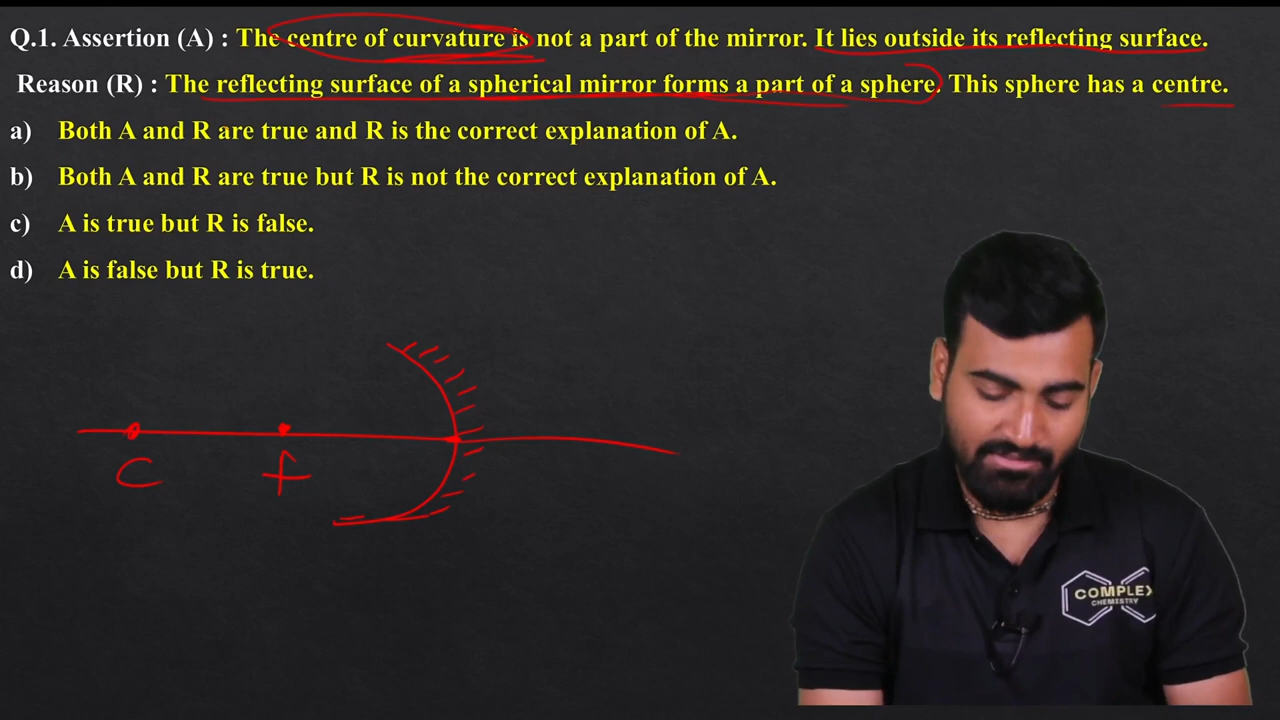 Q.1. Assertion (A) : The centre of curvature is not a part of the mirror. It lies outside its reflecting surface.
Reason (R) : The reflecting surface of a spherical mirror forms a part of a sphere. This sphere has a centre.
a) Both A and R are true and R is the correct explanation of A.
b) Both A and R are true but R is not the correct explanation of A.
c) A is true but R is false.
d) A is false but R is true.
C f
COMPLEX
CHEMISTRY